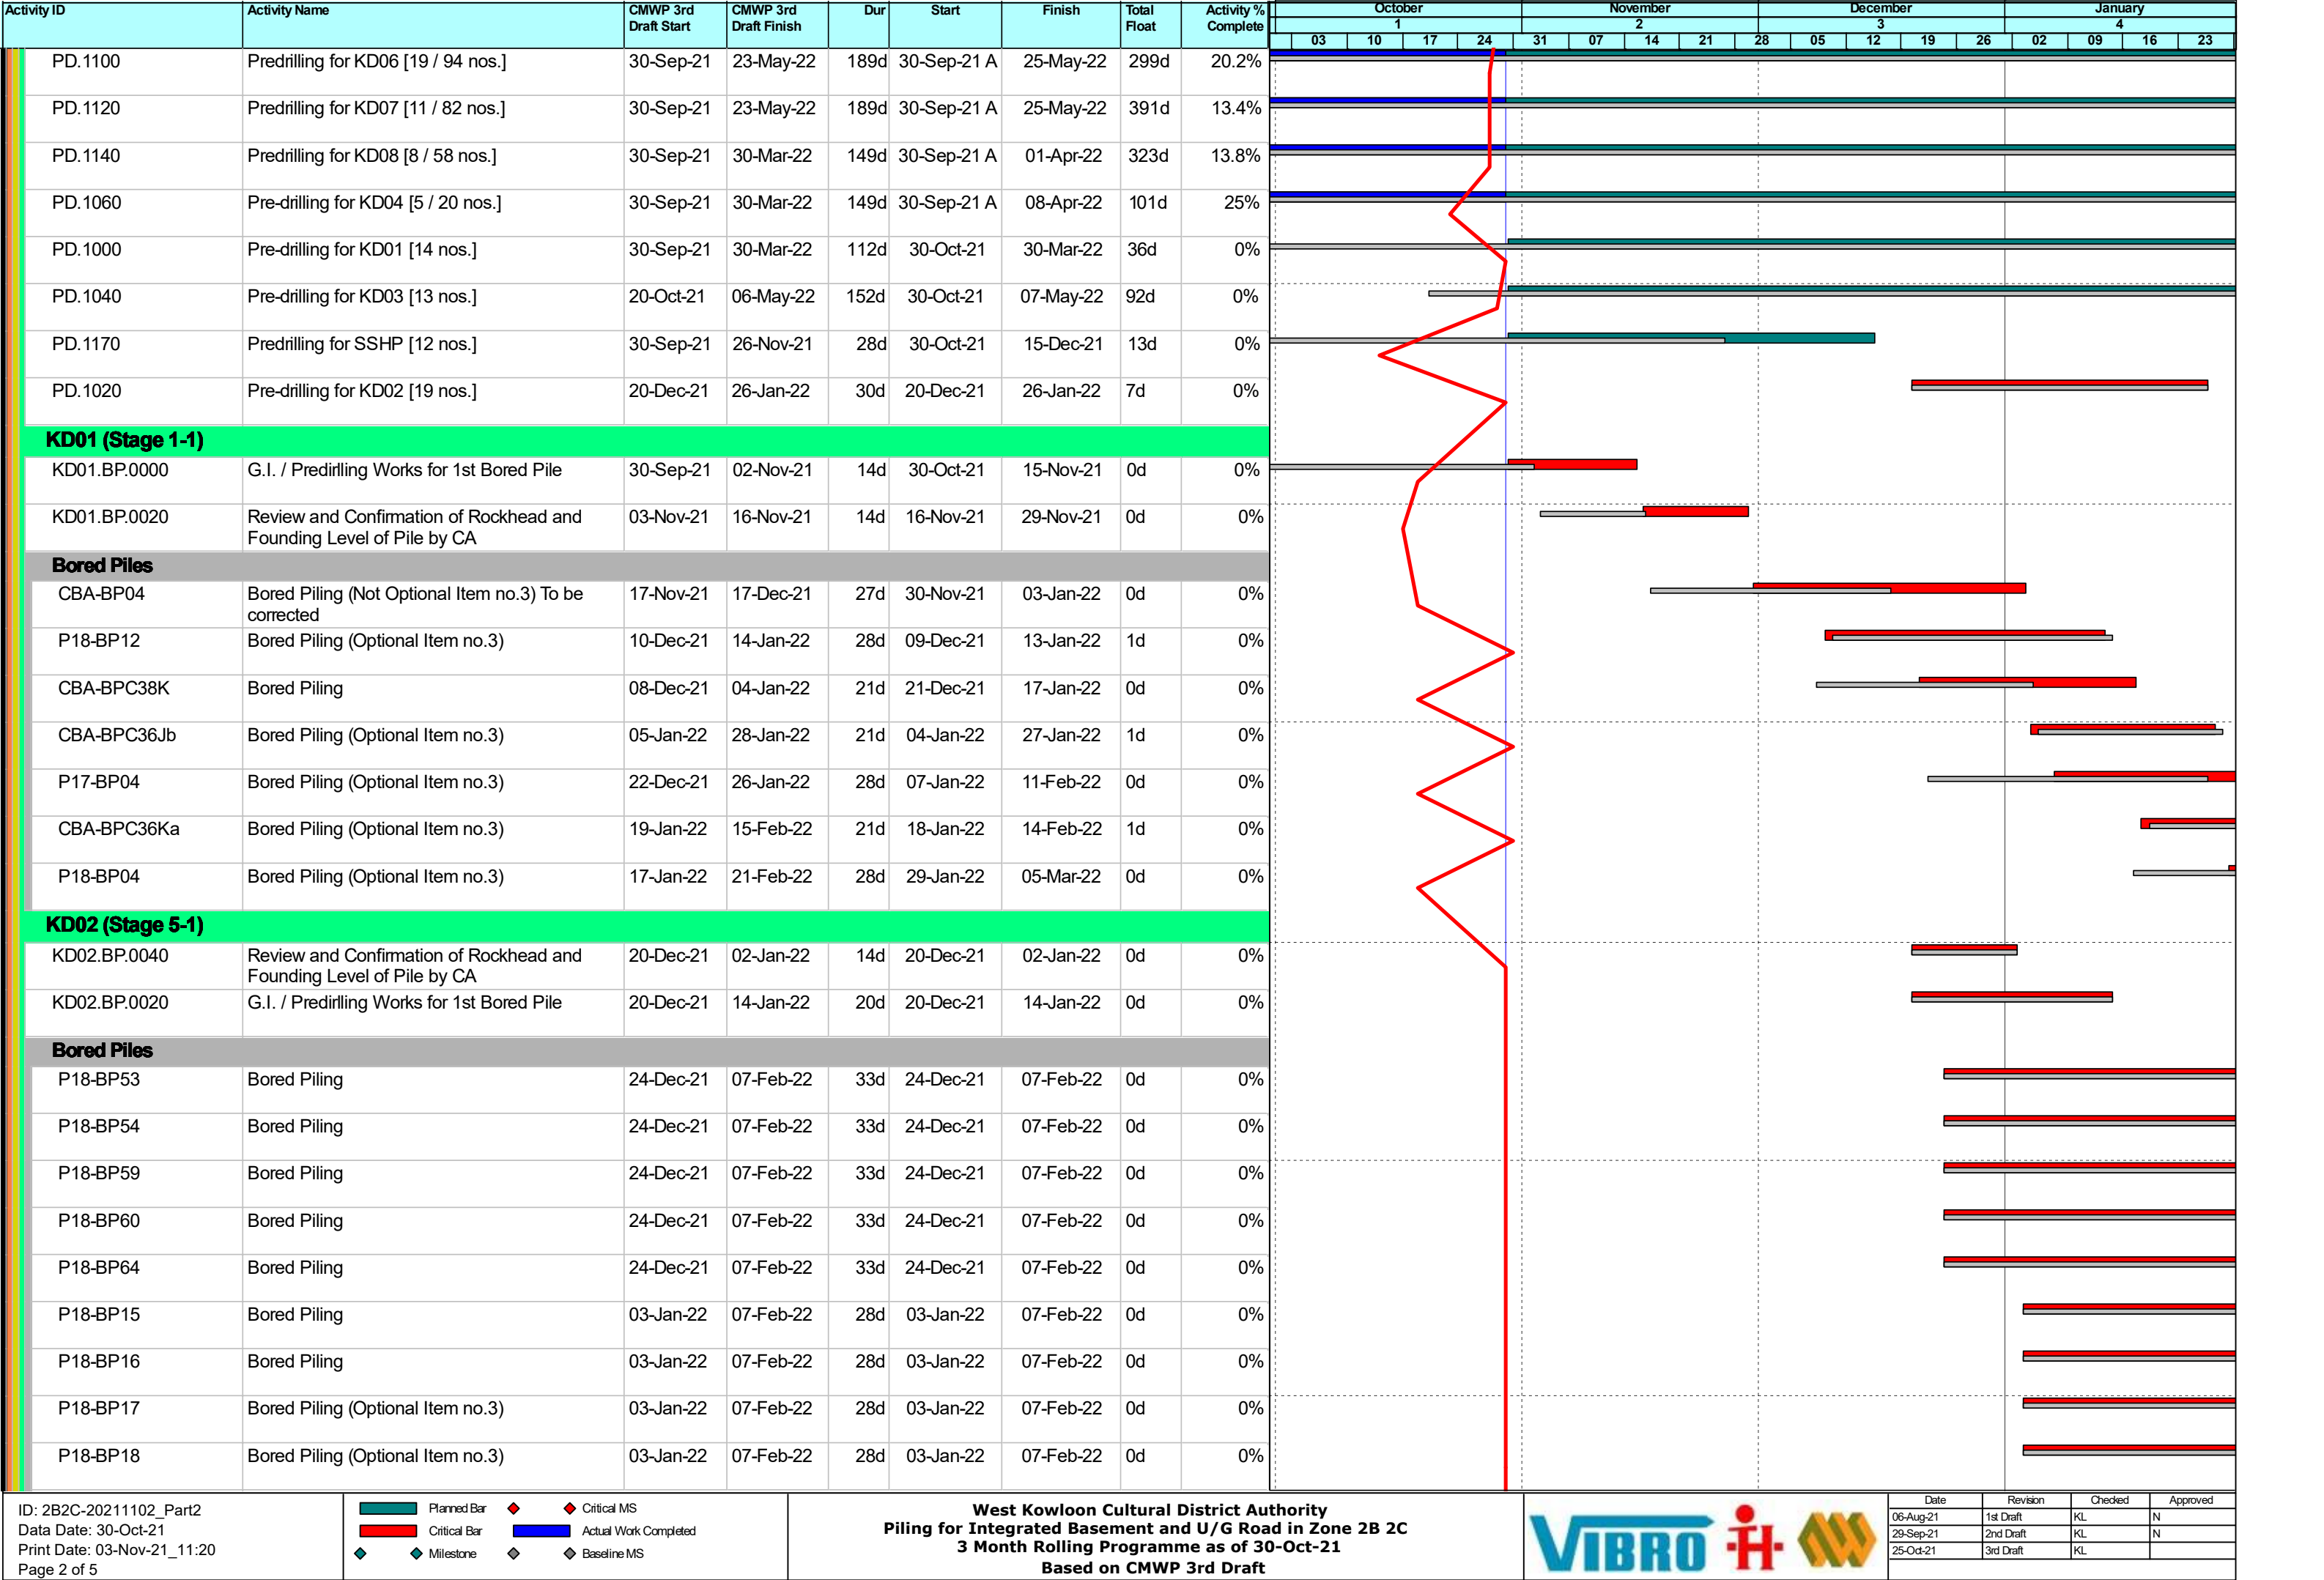 Activity ID Activity Name CMWP 3rd Draft Start CMWP 3rd Draft Finish Dur Start Finish Total Float Activity % Complete
October November December January
1 2 3 4
03 10 17 24 31 07 14 21 28 05 12 19 26 02 09 16 23
PD.1100 Predrilling for KD06 [19 / 94 nos.] 30-Sep-21 23-May-22 189d 30-Sep-21 A 25-May-22 299d 20.2%
PD.1120 Predrilling for KD07 [11 / 82 nos.] 30-Sep-21 23-May-22 189d 30-Sep-21 A 25-May-22 391d 13.4%
PD.1140 Predrilling for KD08 [8 / 58 nos.] 30-Sep-21 30-Mar-22 149d 30-Sep-21 A 01-Apr-22 323d 13.8%
PD.1060 Pre-drilling for KD04 [5 / 20 nos.] 30-Sep-21 30-Mar-22 149d 30-Sep-21 A 08-Apr-22 101d 25%
PD.1000 Pre-drilling for KD01 [14 nos.] 30-Sep-21 30-Mar-22 112d 30-Oct-21 30-Mar-22 36d 0%
PD.1040 Pre-drilling for KD03 [13 nos.] 20-Oct-21 06-May-22 152d 30-Oct-21 07-May-22 92d 0%
PD.1170 Predrilling for SSHP [12 nos.] 30-Sep-21 26-Nov-21 28d 30-Oct-21 15-Dec-21 13d 0%
PD.1020 Pre-drilling for KD02 [19 nos.] 20-Dec-21 26-Jan-22 30d 20-Dec-21 26-Jan-22 7d 0%
KD01 (Stage 1-1)
KD01.BP.0000 G.I. / Predirlling Works for 1st Bored Pile 30-Sep-21 02-Nov-21 14d 30-Oct-21 15-Nov-21 0d 0%
KD01.BP.0020 Review and Confirmation of Rockhead and 03-Nov-21 16-Nov-21 14d 16-Nov-21 29-Nov-21 0d 0%
Founding Level of Pile by CA
Bored Piles
CBA-BP04 Bored Piling (Not Optional Item no.3) To be 17-Nov-21 17-Dec-21 27d 30-Nov-21 03-Jan-22 0d 0%
corrected
P18-BP12 Bored Piling (Optional Item no.3) 10-Dec-21 14-Jan-22 28d 09-Dec-21 13-Jan-22 1d 0%
CBA-BPC38K Bored Piling 08-Dec-21 04-Jan-22 21d 21-Dec-21 17-Jan-22 0d 0%
CBA-BPC36Jb Bored Piling (Optional Item no.3) 05-Jan-22 28-Jan-22 21d 04-Jan-22 27-Jan-22 1d 0%
P17-BP04 Bored Piling (Optional Item no.3) 22-Dec-21 26-Jan-22 28d 07-Jan-22 11-Feb-22 0d 0%
CBA-BPC36Ka Bored Piling (Optional Item no.3) 19-Jan-22 15-Feb-22 21d 18-Jan-22 14-Feb-22 1d 0%
P18-BP04 Bored Piling (Optional Item no.3) 17-Jan-22 21-Feb-22 28d 29-Jan-22 05-Mar-22 0d 0%
KD02 (Stage 5-1)
KD02.BP.0040 Review and Confirmation of Rockhead and 20-Dec-21 02-Jan-22 14d 20-Dec-21 02-Jan-22 0d 0%
Founding Level of Pile by CA
KD02.BP.0020 G.I. / Predirlling Works for 1st Bored Pile 20-Dec-21 14-Jan-22 20d 20-Dec-21 14-Jan-22 0d 0%
Bored Piles
P18-BP53 Bored Piling 24-Dec-21 07-Feb-22 33d 24-Dec-21 07-Feb-22 0d 0%
P18-BP54 Bored Piling 24-Dec-21 07-Feb-22 33d 24-Dec-21 07-Feb-22 0d 0%
P18-BP59 Bored Piling 24-Dec-21 07-Feb-22 33d 24-Dec-21 07-Feb-22 0d 0%
P18-BP60 Bored Piling 24-Dec-21 07-Feb-22 33d 24-Dec-21 07-Feb-22 0d 0%
P18-BP64 Bored Piling 24-Dec-21 07-Feb-22 33d 24-Dec-21 07-Feb-22 0d 0%
P18-BP15 Bored Piling 03-Jan-22 07-Feb-22 28d 03-Jan-22 07-Feb-22 0d 0%
P18-BP16 Bored Piling 03-Jan-22 07-Feb-22 28d 03-Jan-22 07-Feb-22 0d 0%
P18-BP17 Bored Piling (Optional Item no.3) 03-Jan-22 07-Feb-22 28d 03-Jan-22 07-Feb-22 0d 0%
P18-BP18 Bored Piling (Optional Item no.3) 03-Jan-22 07-Feb-22 28d 03-Jan-22 07-Feb-22 0d 0%
ID: 2B2C-20211102_Part2
Data Date: 30-Oct-21
Print Date: 03-Nov-21_11:20
Page 2 of 5
Planned Bar Critical MS
Critical Bar Actual Work Completed
Milestone Baseline MS
West Kowloon Cultural District Authority
Piling for Integrated Basement and U/G Road in Zone 2B 2C
3 Month Rolling Programme as of 30-Oct-21
Based on CMWP 3rd Draft
VIBRO
Date Revision Checked Approved
06-Aug-21 1st Draft KL N
29-Sep-21 2nd Draft KL N
25-Oct-21 3rd Draft KL